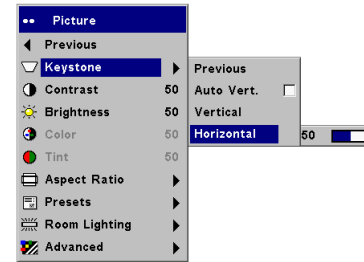 Picture
Previous
Keystone
Contrast 50
Brightness 50
Color 50
Tint 50
Aspect Ratio
Presets
Room Lighting
Advanced
Previous
Auto Vert.
Vertical
Horizontal 50